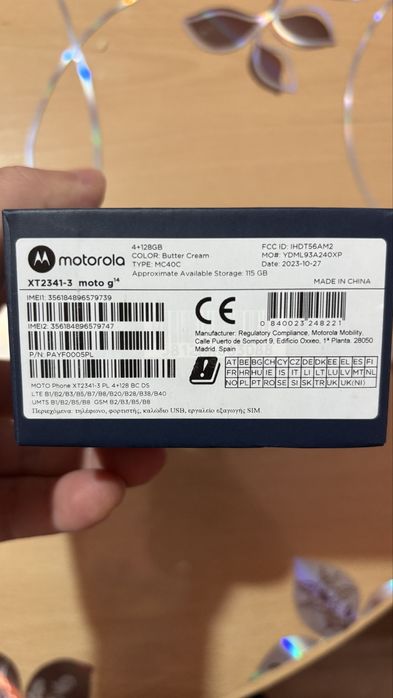 motorola
4+128GB
COLOR: Butter Cream
TYPE: MC40C
Approximate Available Storage: 115 GB
FCC ID: IHDT56AM2
MO#: YDML93A240XP
Date: 2023-10-27
XT2341-3 moto g14
MADE IN CHINA
IMEI1: 356184896579739
IMEI2: 356184896579747
P/N: PAYF0005PL
CE
0 840023 248221
Manufacturer: Regulatory Compliance, Motorola Mobility,
Calle Puerto de Somport 9, Edificio Oxxeo, 1ª Planta. 28050
Madrid. Spain
AT BE BG CH CY CZ DE DK EE EL ES FI
FR HR HU IE IS IT LI LT LU LV MT NL
NO PL PT RO SE SI SK TR UK UK(NI)
MOTO Phone XT2341-3 PL 4+128 BC DS
LTE B1/B2/B3/B5/B7/B8/B20/B28/B38/B40
UMTS B1/B2/B5/B8 GSM B2/B3/B5/B8
Περιεχόμενα: τηλέφωνο, φορτιστής, καλώδιο USB, εργαλείο εξαγωγής SIM.